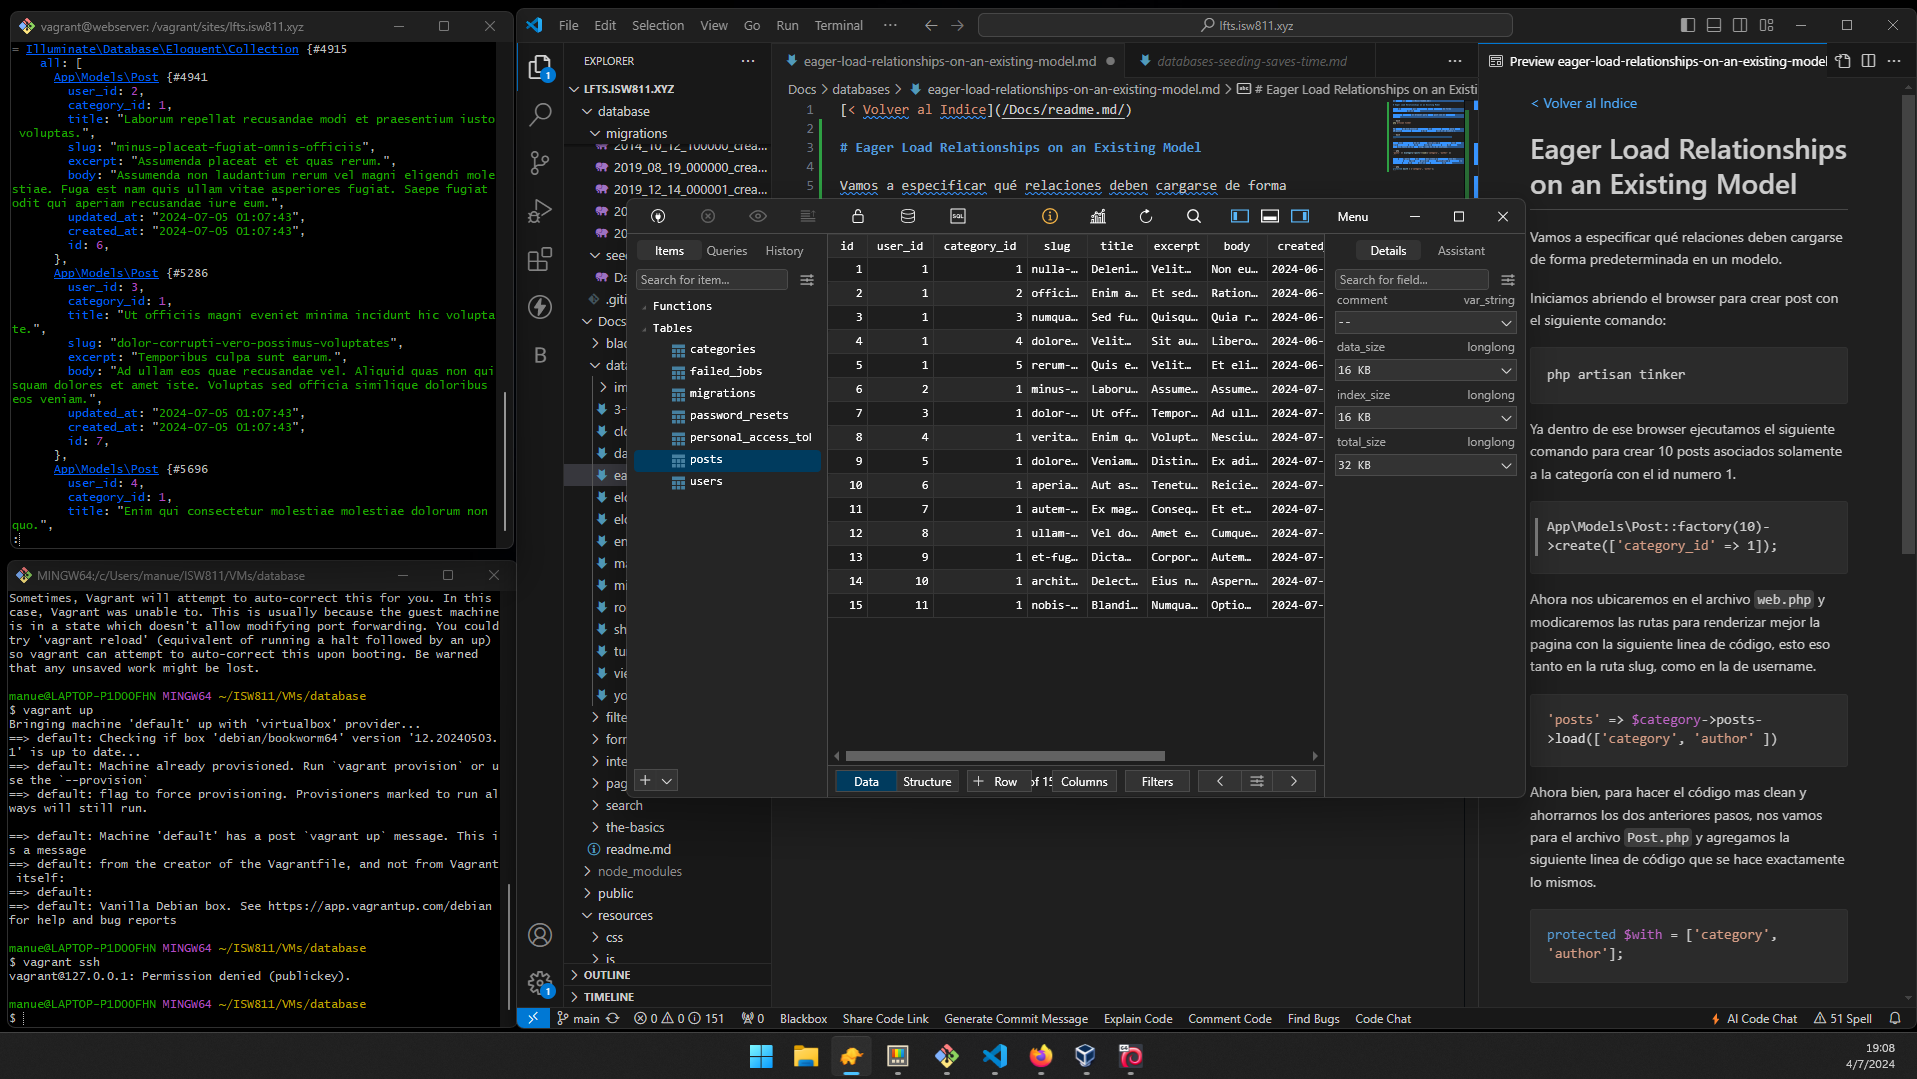 vagrant@webserver: /vagrant/sites/lfts.isw811.xyz
= Illuminate\Database\Eloquent\Collection {#4915
all: [
App\Models\Post {#4941
user_id: 2,
category_id: 1,
title: "Laborum repellat recusandae modi et praesentium iusto
voluptas.",
slug: "minus-placeat-fugiat-omnis-officiis",
excerpt: "Assumenda placeat et et quas rerum.",
body: "Assumenda non laudantium rerum vel magni eligendi mole
stiae. Fuga est nam quis ullam vitae asperiores fugiat. Saepe fugiat
odit qui aperiam recusandae iure eum.",
updated_at: "2024-07-05 01:07:43",
created_at: "2024-07-05 01:07:43",
id: 6,
},
App\Models\Post {#5286
user_id: 3,
category_id: 1,
title: "Ut officiis magni eveniet minima incidunt hic volupta
te.",
slug: "dolor-corrupti-vero-possimus-voluptates",
excerpt: "Temporibus culpa sunt earum.",
body: "Ad ullam eos quae recusandae vel. Aliquid quas non qui
squam dolores et amet iste. Voluptas sed officia similique doloribus
eos veniam.",
updated_at: "2024-07-05 01:07:43",
created_at: "2024-07-05 01:07:43",
id: 7,
},
App\Models\Post {#5696
user_id: 4,
category_id: 1,
title: "Enim qui consectetur molestiae molestiae dolorum non
quo.",
:
MINGW64:/c/Users/manue/ISW811/VMs/database
Sometimes, Vagrant will attempt to auto-correct this for you. In this
case, Vagrant was unable to. This is usually because the guest machine
is in a state which doesn't allow modifying port forwarding. You could
try 'vagrant reload' (equivalent of running a halt followed by an up)
so vagrant can attempt to auto-correct this upon booting. Be warned
that any unsaved work might be lost.
manue@LAPTOP-P1DOOFHN MINGW64 ~/ISW811/VMs/database
$ vagrant up
Bringing machine 'default' up with 'virtualbox' provider...
==> default: Checking if box 'debian/bookworm64' version '12.20240503.
1' is up to date...
==> default: Machine already provisioned. Run `vagrant provision` or u
se the `--provision`
==> default: flag to force provisioning. Provisioners marked to run al
ways will still run.
==> default: Machine 'default' has a post `vagrant up` message. This i
s a message
==> default: from the creator of the Vagrantfile, and not from Vagrant
itself:
==> default:
==> default: Vanilla Debian box. See https://app.vagrantup.com/debian
for help and bug reports
manue@LAPTOP-P1DOOFHN MINGW64 ~/ISW811/VMs/database
$ vagrant ssh
vagrant@127.0.0.1: Permission denied (publickey).
manue@LAPTOP-P1DOOFHN MINGW64 ~/ISW811/VMs/database
$
File Edit Selection View Go Run Terminal ··· lfts.isw811.xyz
1
B
1
EXPLORER ···
LFTS.ISW811.XYZ
database
migrations
2014_10_12_100000_crea...
2019_08_19_000000_crea...
2019_12_14_000001_crea...
20
20
see
Da
.giti
Docs
blac
data
im
3-
clo
da
ea
elo
elo
en
ma
mi
ro
sh
tu
vie
yo
filte
forr
inte
pag
search
the-basics
readme.md
node_modules
public
resources
css
js
OUTLINE
TIMELINE
eager-load-relationships-on-an-existing-model.md
databases-seeding-saves-time.md
···
Docs > databases > eager-load-relationships-on-an-existing-model.md > # Eager Load Relationships on an Existi
1 [< Volver al Indice](/Docs/readme.md/)
2
3 # Eager Load Relationships on an Existing Model
4
5 Vamos a especificar qué relaciones deben cargarse de forma
SQL
Menu
Items Queries History
Search for item...
Functions
Tables
categories
failed_jobs
migrations
password_resets
personal_access_tol
posts
users
id user_id category_id slug title excerpt body created
1 1 1 nulla-... Deleni... Velit... Non eu... 2024-06-
2 1 2 offici... Enim a... Et sed... Ration... 2024-06-
3 1 3 numqua... Sed fu... Quisqu... Quia r... 2024-06-
4 1 4 dolore... Velit... Sit au... Libero... 2024-06-
5 1 5 rerum-... Quis e... Velit... Et eli... 2024-06-
6 2 1 minus-... Laboru... Assume... Assume... 2024-07-
7 3 1 dolor-... Ut off... Tempor... Ad ull... 2024-07-
8 4 1 verita... Enim q... Volupt... Nesciu... 2024-07-
9 5 1 dolore... Veniam... Distin... Ex adi... 2024-07-
10 6 1 aperia... Aut as... Tenetu... Reicie... 2024-07-
11 7 1 autem-... Ex mag... Conseq... Et et... 2024-07-
12 8 1 ullam-... Vel do... Amet e... Cumque... 2024-07-
13 9 1 et-fug... Dicta... Corpor... Autem... 2024-07-
14 10 1 archit... Delect... Eius n... Aspern... 2024-07-
15 11 1 nobis-... Blandi... Numqua... Optio... 2024-07-
Data Structure + Row of 15 Columns Filters
Details Assistant
Search for field...
comment var_string
--
data_size longlong
16 KB
index_size longlong
16 KB
total_size longlong
32 KB
Preview eager-load-relationships-on-an-existing-model
···
< Volver al Indice
Eager Load Relationships
on an Existing Model
Vamos a especificar qué relaciones deben cargarse
de forma predeterminada en un modelo.
Iniciamos abriendo el browser para crear post con
el siguiente comando:
php artisan tinker
Ya dentro de ese browser ejecutamos el siguiente
comando para crear 10 posts asociados solamente
a la categoría con el id numero 1.
App\Models\Post::factory(10)-
>create(['category_id' => 1]);
Ahora nos ubicaremos en el archivo web.php y
modicaremos las rutas para renderizar mejor la
pagina con la siguiente linea de código, esto eso
tanto en la ruta slug, como en la de username.
'posts' => $category->posts-
>load(['category', 'author' ])
Ahora bien, para hacer el código mas clean y
ahorrarnos los dos anteriores pasos, nos vamos
para el archivo Post.php y agregamos la
siguiente linea de código que se hace exactamente
lo mismos.
protected $with = ['category',
'author'];
main 0 0 151 0 Blackbox Share Code Link Generate Commit Message Explain Code Comment Code Find Bugs Code Chat AI Code Chat 51 Spell
19:08
4/7/2024